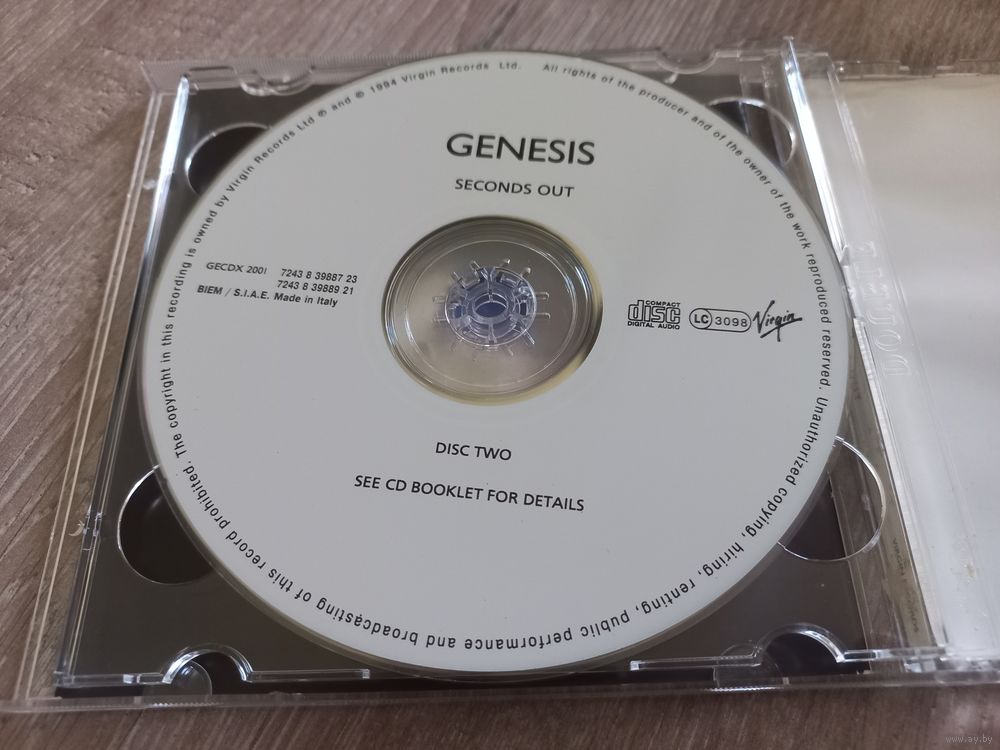 GENESIS
SECONDS OUT
GECDX 2001 7243 8 39887 23
7243 8 39889 21
BIEM / S.I.A.E. Made in Italy
COMPACT
disc
DIGITAL AUDIO
LC 3098
Virgin
DISC TWO
SEE CD BOOKLET FOR DETAILS
The copyright in this recording is owned by Virgin Records Ltd ℗ and © 1994 Virgin Records Ltd. All rights of the producer and of the owner of the work reproduced reserved. Unauthorized copying, hiring, renting, public performance and broadcasting of this record prohibited.
www.ay.by